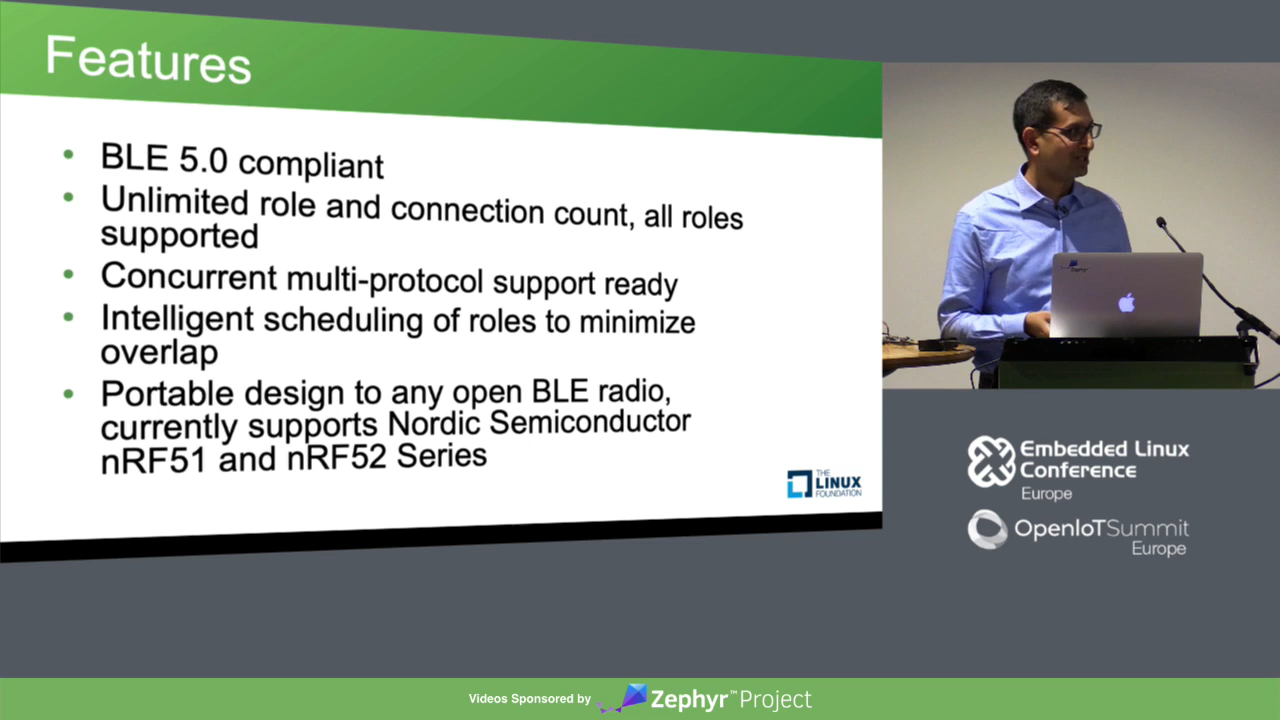 Features
• BLE 5.0 compliant
• Unlimited role and connection count, all roles
supported
• Concurrent multi-protocol support ready
• Intelligent scheduling of roles to minimize
overlap
• Portable design to any open BLE radio,
currently supports Nordic Semiconductor
nRF51 and nRF52 Series
THE
LINUX
FOUNDATION
Embedded Linux
Conference
Europe
OpenIoTSummit
Europe
Videos Sponsored by Zephyr™Project